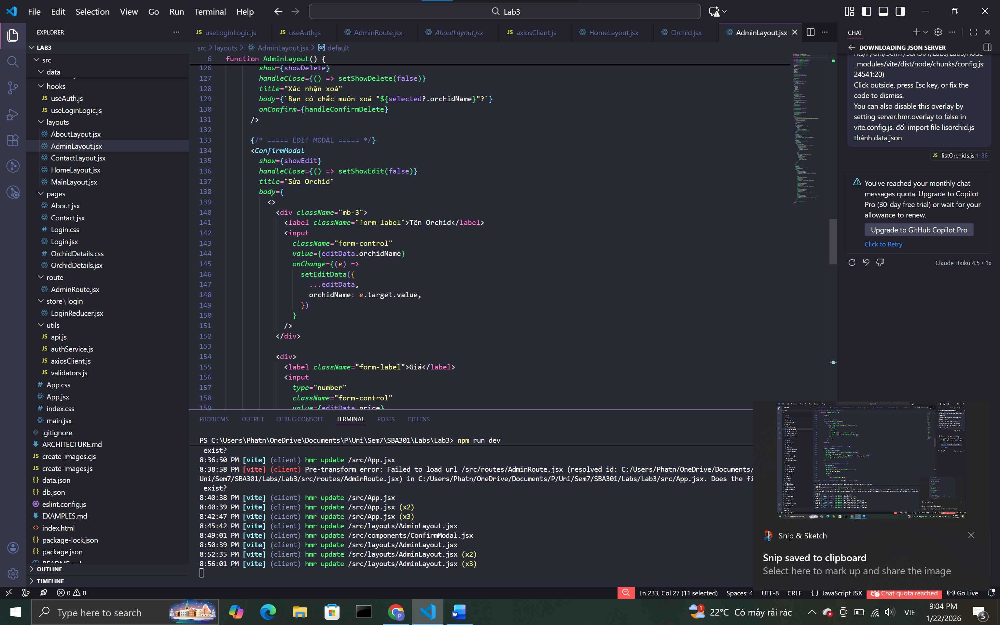 File Edit Selection View Go Run Terminal Help
Lab3
EXPLORER
LAB3
src
data
hooks
JS useAuth.js
JS useLoginLogic.js
layouts
AboutLayout.jsx
AdminLayout.jsx
ContactLayout.jsx
HomeLayout.jsx
MainLayout.jsx
pages
About.jsx
Contact.jsx
# Login.css
Login.jsx
# OrchidDetails.css
OrchidDetails.jsx
route
AdminRoute.jsx
store\login
LoginReducer.jsx
utils
JS api.js
JS authService.js
JS axiosClient.js
JS validators.js
# App.css
App.jsx
# index.css
main.jsx
.gitignore
ARCHITECTURE.md
JS create-images.cjs
JS create-images.js
{} data.json
{} db.json
eslint.config.js
EXAMPLES.md
<> index.html
{} package-lock.json
{} package.json
README.md
OUTLINE
TIMELINE
JS useLoginLogic.js JS useAuth.js AdminRoute.jsx AboutLayout.jsx JS axiosClient.js HomeLayout.jsx Orchid.jsx AdminLayout.jsx
src > layouts > AdminLayout.jsx > default
6 function AdminLayout() {
126 show={showDelete}
127 handleClose={() => setShowDelete(false)}
128 title="Xác nhận xoá"
129 body={`Bạn có chắc muốn xoá "${selected?.orchidName}"?`}
130 onConfirm={handleConfirmDelete}
131 />
132
133 {/* ===== EDIT MODAL ===== */}
134 <ConfirmModal
135 show={showEdit}
136 handleClose={() => setShowEdit(false)}
137 title="Sửa Orchid"
138 body={
139 <>
140 <div className="mb-3">
141 <label className="form-label">Tên Orchid</label>
142 <input
143 className="form-control"
144 value={editData.orchidName}
145 onChange={(e) =>
146 setEditData({
147 ...editData,
148 orchidName: e.target.value,
149 })
150 }
151 />
152 </div>
153
154 <div>
155 <label className="form-label">Giá</label>
156 <input
157 type="number"
158 className="form-control"
159 value={editData.price}
PROBLEMS OUTPUT DEBUG CONSOLE TERMINAL PORTS GITLENS
PS C:\Users\Phatn\OneDrive\Documents\P\Uni\Sem7\SBA301\Labs\Lab3> npm run dev
exist?
8:36:50 PM [vite] (client) hmr update /src/App.jsx
8:38:58 PM [vite] (client) Pre-transform error: Failed to load url /src/routes/AdminRoute.jsx (resolved id: C:/Users/Phatn/OneDrive/Documents/
Uni/Sem7/SBA301/Labs/Lab3/src/routes/AdminRoute.jsx) in C:/Users/Phatn/OneDrive/Documents/P/Uni/Sem7/SBA301/Labs/Lab3/src/App.jsx. Does the fi
exist?
8:40:38 PM [vite] (client) hmr update /src/App.jsx
8:40:39 PM [vite] (client) hmr update /src/App.jsx (x2)
8:42:47 PM [vite] (client) hmr update /src/App.jsx (x3)
8:45:42 PM [vite] (client) hmr update /src/layouts/AdminLayout.jsx
8:49:01 PM [vite] (client) hmr update /src/components/ConfirmModal.jsx
8:50:39 PM [vite] (client) hmr update /src/layouts/AdminLayout.jsx
8:52:35 PM [vite] (client) hmr update /src/layouts/AdminLayout.jsx (x2)
8:56:01 PM [vite] (client) hmr update /src/layouts/AdminLayout.jsx (x3)
CHAT
DOWNLOADING JSON SERVER
nts/P/Uni/Sem7/SBA301/Labs/Lab3/node
_modules/vite/dist/node/chunks/config.js:
24541:20)
Click outside, press Esc key, or fix the
code to dismiss.
You can also disable this overlay by
setting server.hmr.overlay to false in
vite.config.js. đổi import file lisorchid.js
thành data.json
JS listOrchids.js:1-86
You've reached your monthly chat
messages quota. Upgrade to Copilot
Pro (30-day free trial) or wait for your
allowance to renew.
Upgrade to GitHub Copilot Pro
Click to Retry
Claude Haiku 4.5 • 1x
Snip & Sketch
Snip saved to clipboard
Select here to mark up and share the image
0 0
Ln 233, Col 27 (11 selected) Spaces: 4 UTF-8 CRLF {} JavaScript JSX Chat quota reached Go Live
Type here to search
1 22°C Có mây rải rác VIE
9:04 PM
1/22/2026
5